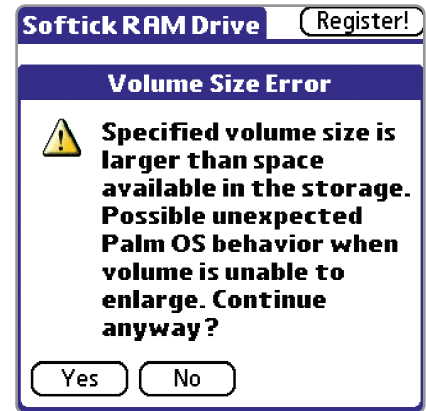 Softick RAM Drive Register!
Volume Size Error
Specified volume size is
larger than space
available in the storage.
Possible unexpected
Palm OS behavior when
volume is unable to
enlarge. Continue
anyway?
Yes No